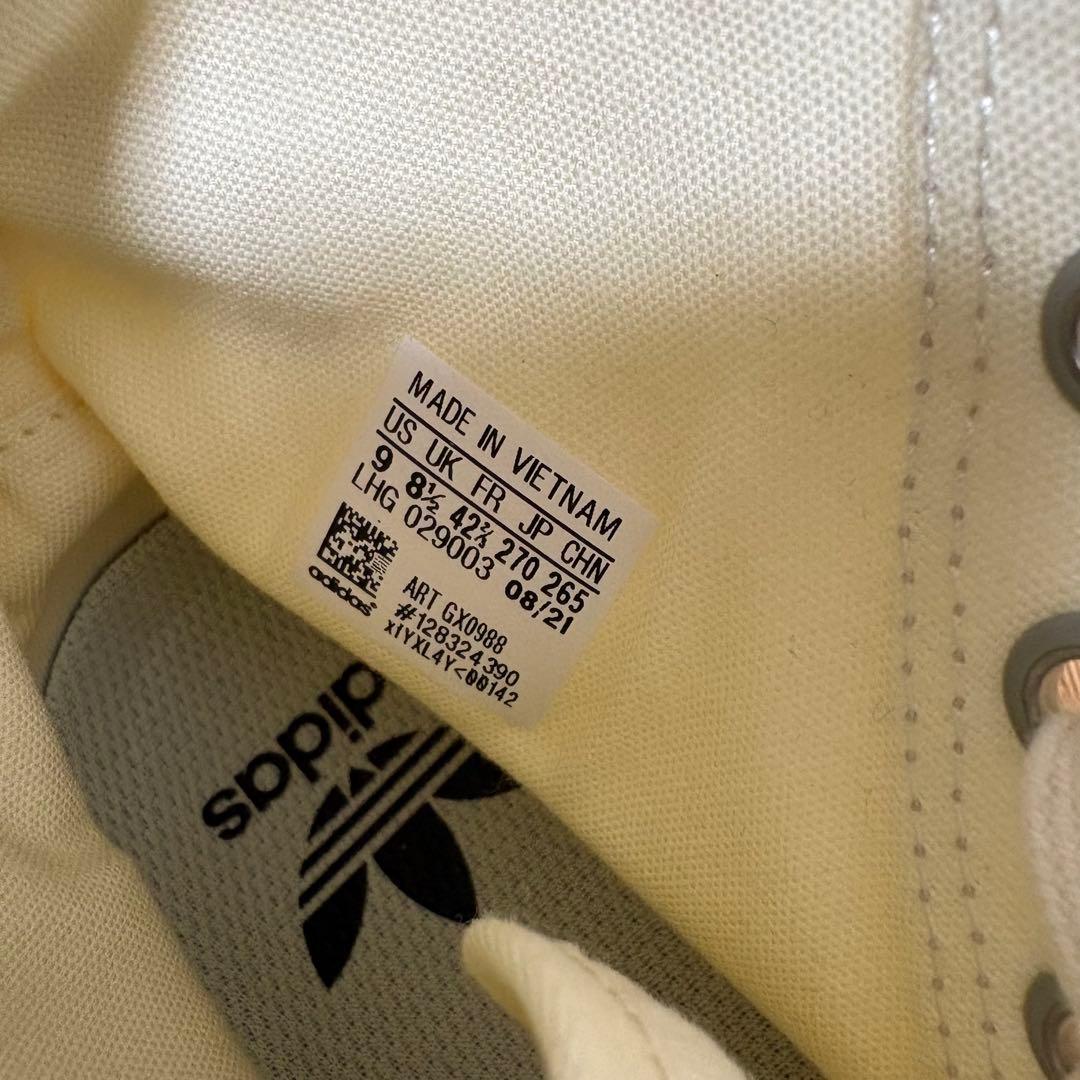 MADE IN VIETNAM
US UK FR JP CHN
9 8½ 42⅔ 270 265
LHG 029003 08/21
ART GX0988
#128324390
adidas
x1YXL4Y<00142
adidas